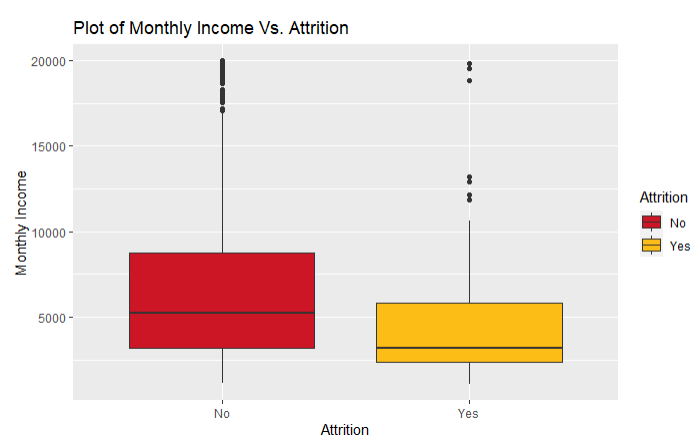 Plot of Monthly Income Vs. Attrition
20000
15000
10000
5000
Monthly Income
No
Yes
Attrition
Attrition
No
Yes